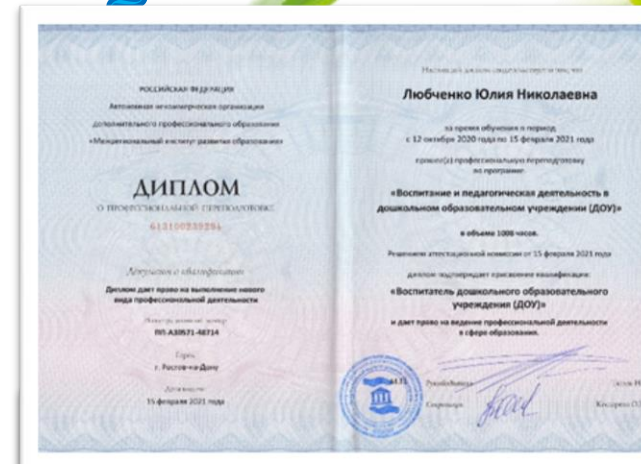 РОССИЙСКАЯ ФЕДЕРАЦИЯ
Автономная некоммерческая организация
дополнительного профессионального образования
«Межрегиональный институт развития образования»
ДИПЛОМ
О ПРОФЕССИОНАЛЬНОЙ ПЕРЕПОДГОТОВКЕ
613100239286
Документ о квалификации
Диплом дает право на выполнение нового
вида профессиональной деятельности
Регистрационный номер
ПП-А30571-48714
Город
г. Ростов-на-Дону
Дата выдачи
15 февраля 2021 года
Настоящий диплом свидетельствует о том, что
Любченко Юлия Николаевна
за время обучения в период
с 12 октября 2020 года по 15 февраля 2021 года
прошел(а) профессиональную переподготовку
по программе:
«Воспитание и педагогическая деятельность в
дошкольном образовательном учреждении (ДОУ)»
в объеме 1008 часов.
Решением аттестационной комиссии от 15 февраля 2021 года
диплом подтверждает присвоение квалификации:
«Воспитатель дошкольного образовательного
учреждения (ДОУ)»
и дает право на ведение профессиональной деятельности
в сфере образования.
М.П.
Руководитель
Секретарь